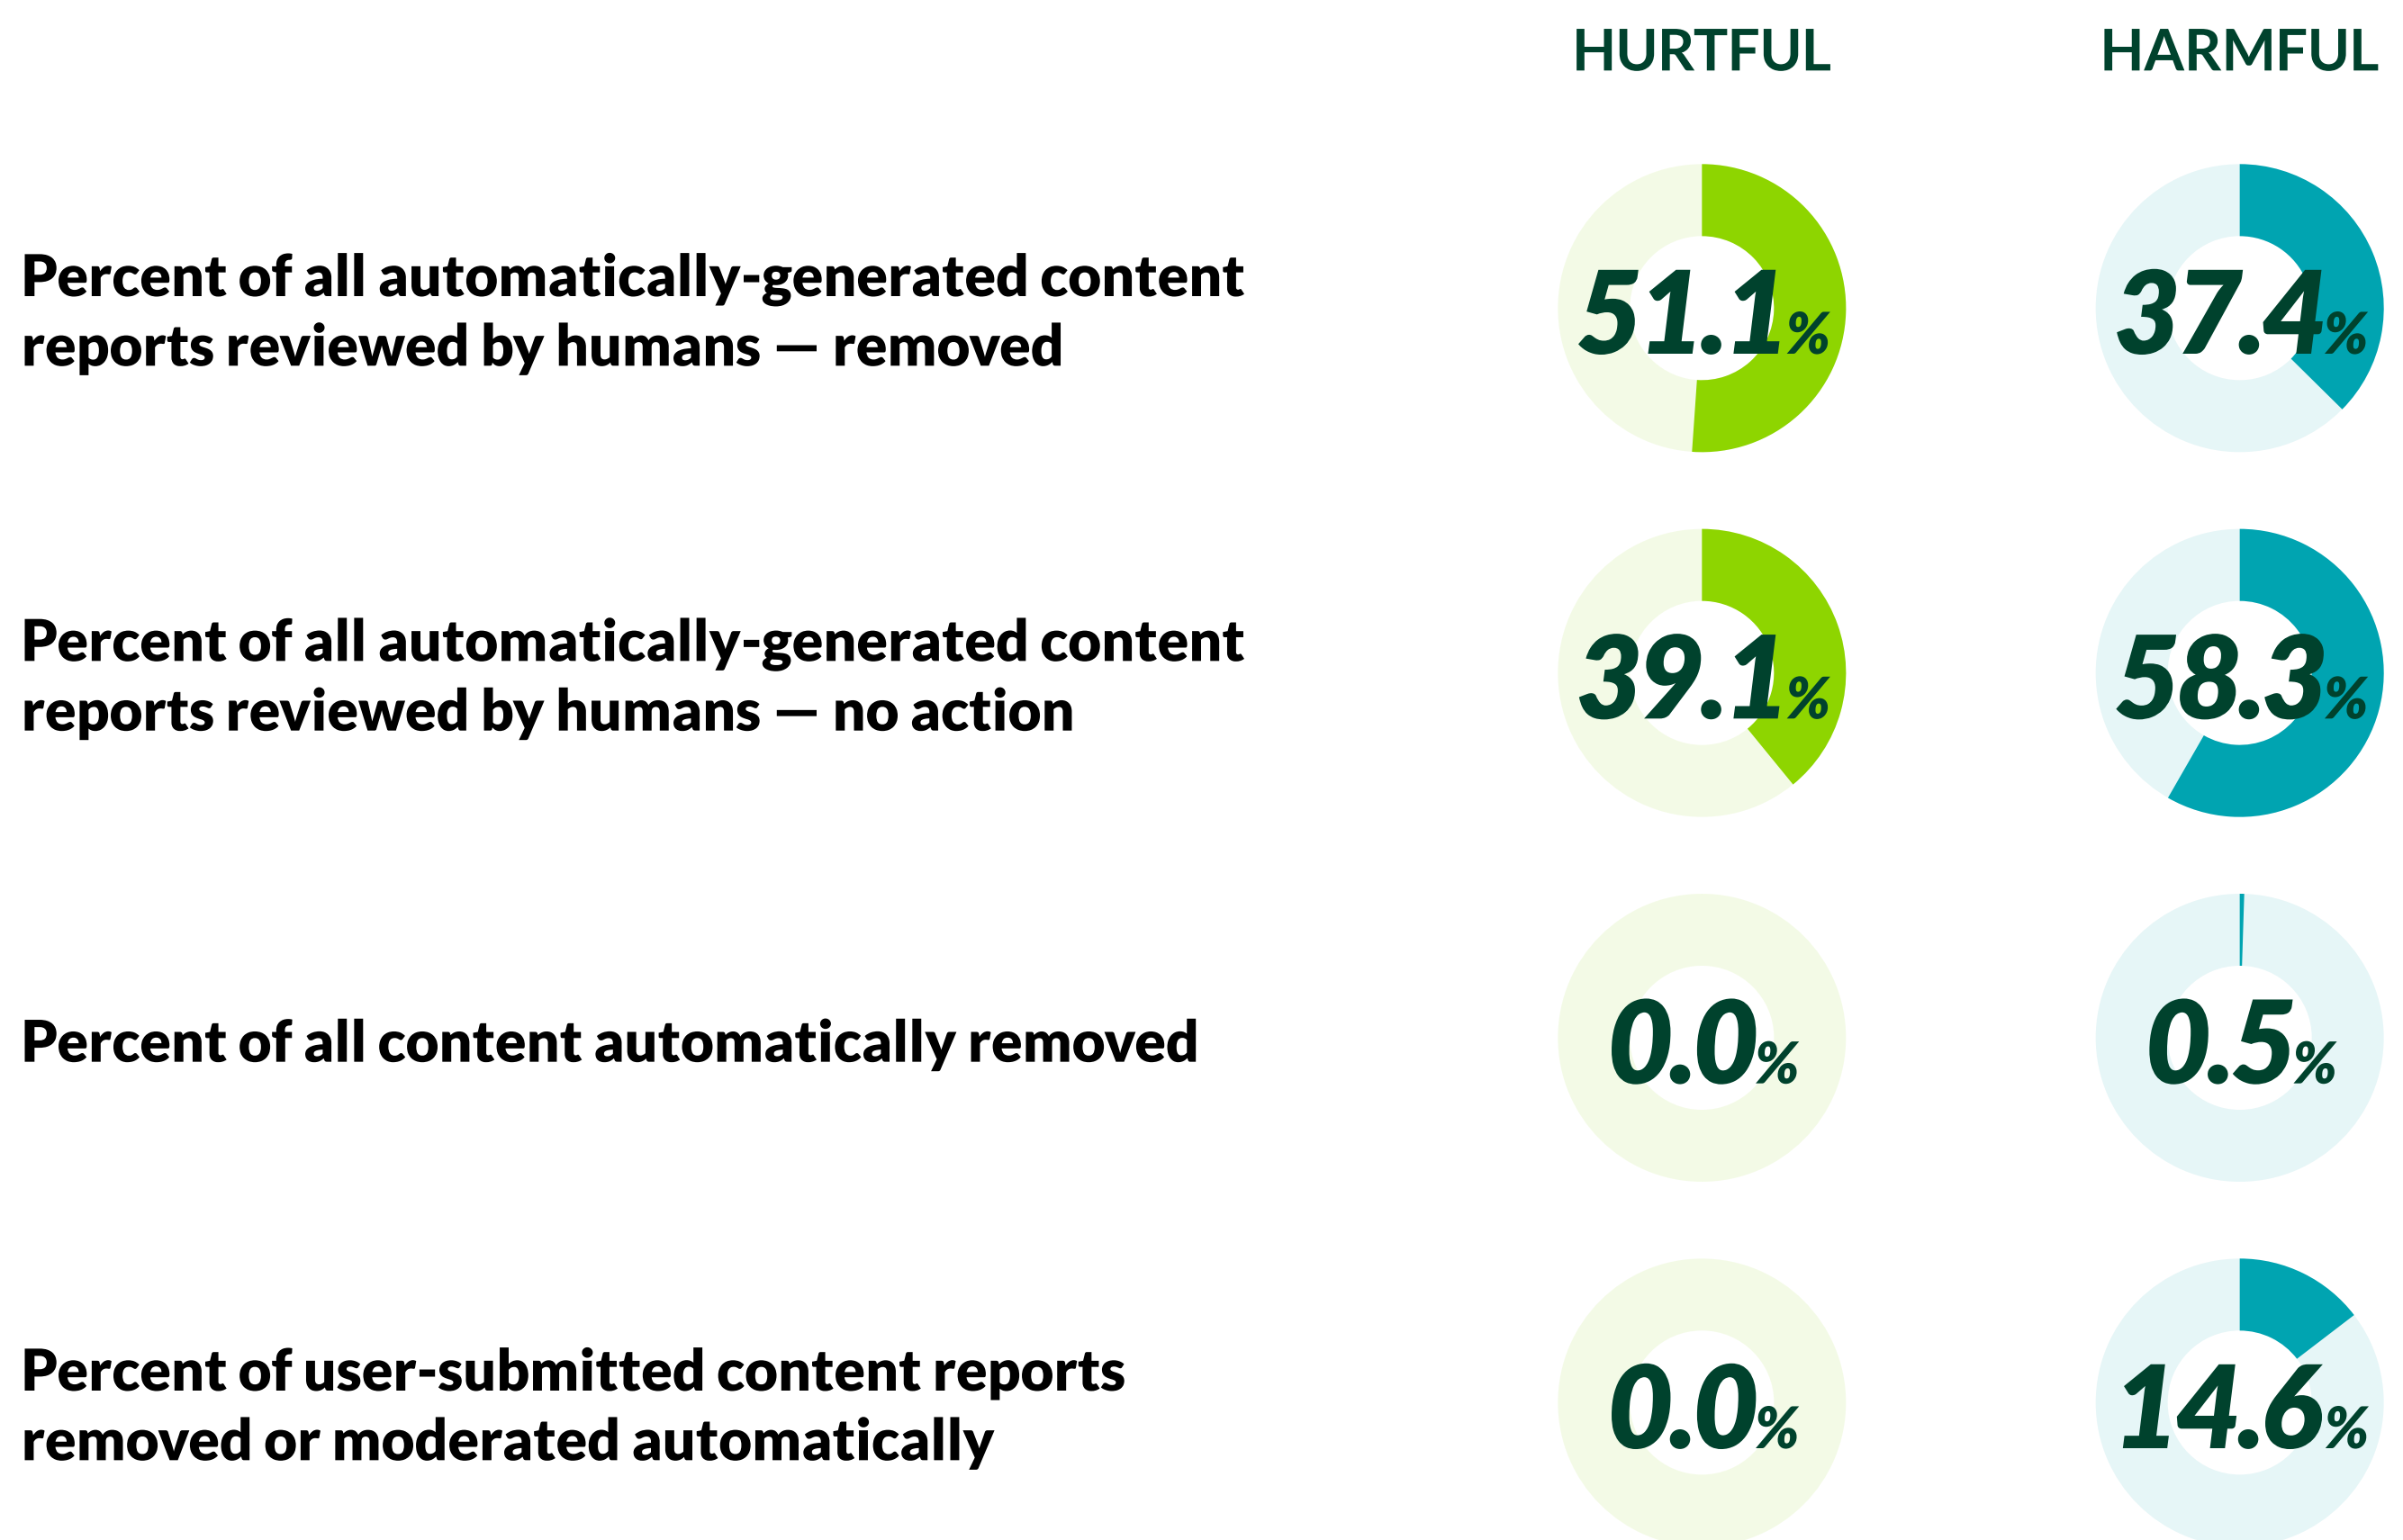 HURTFUL HARMFUL
Percent of all automatically-generated content
reports reviewed by humans — removed
51.1% 37.4%
Percent of all automatically-generated content
reports reviewed by humans — no action
39.1% 58.3%
Percent of all content automatically removed
0.0% 0.5%
Percent of user-submitted content reports
removed or moderated automatically
0.0% 14.6%